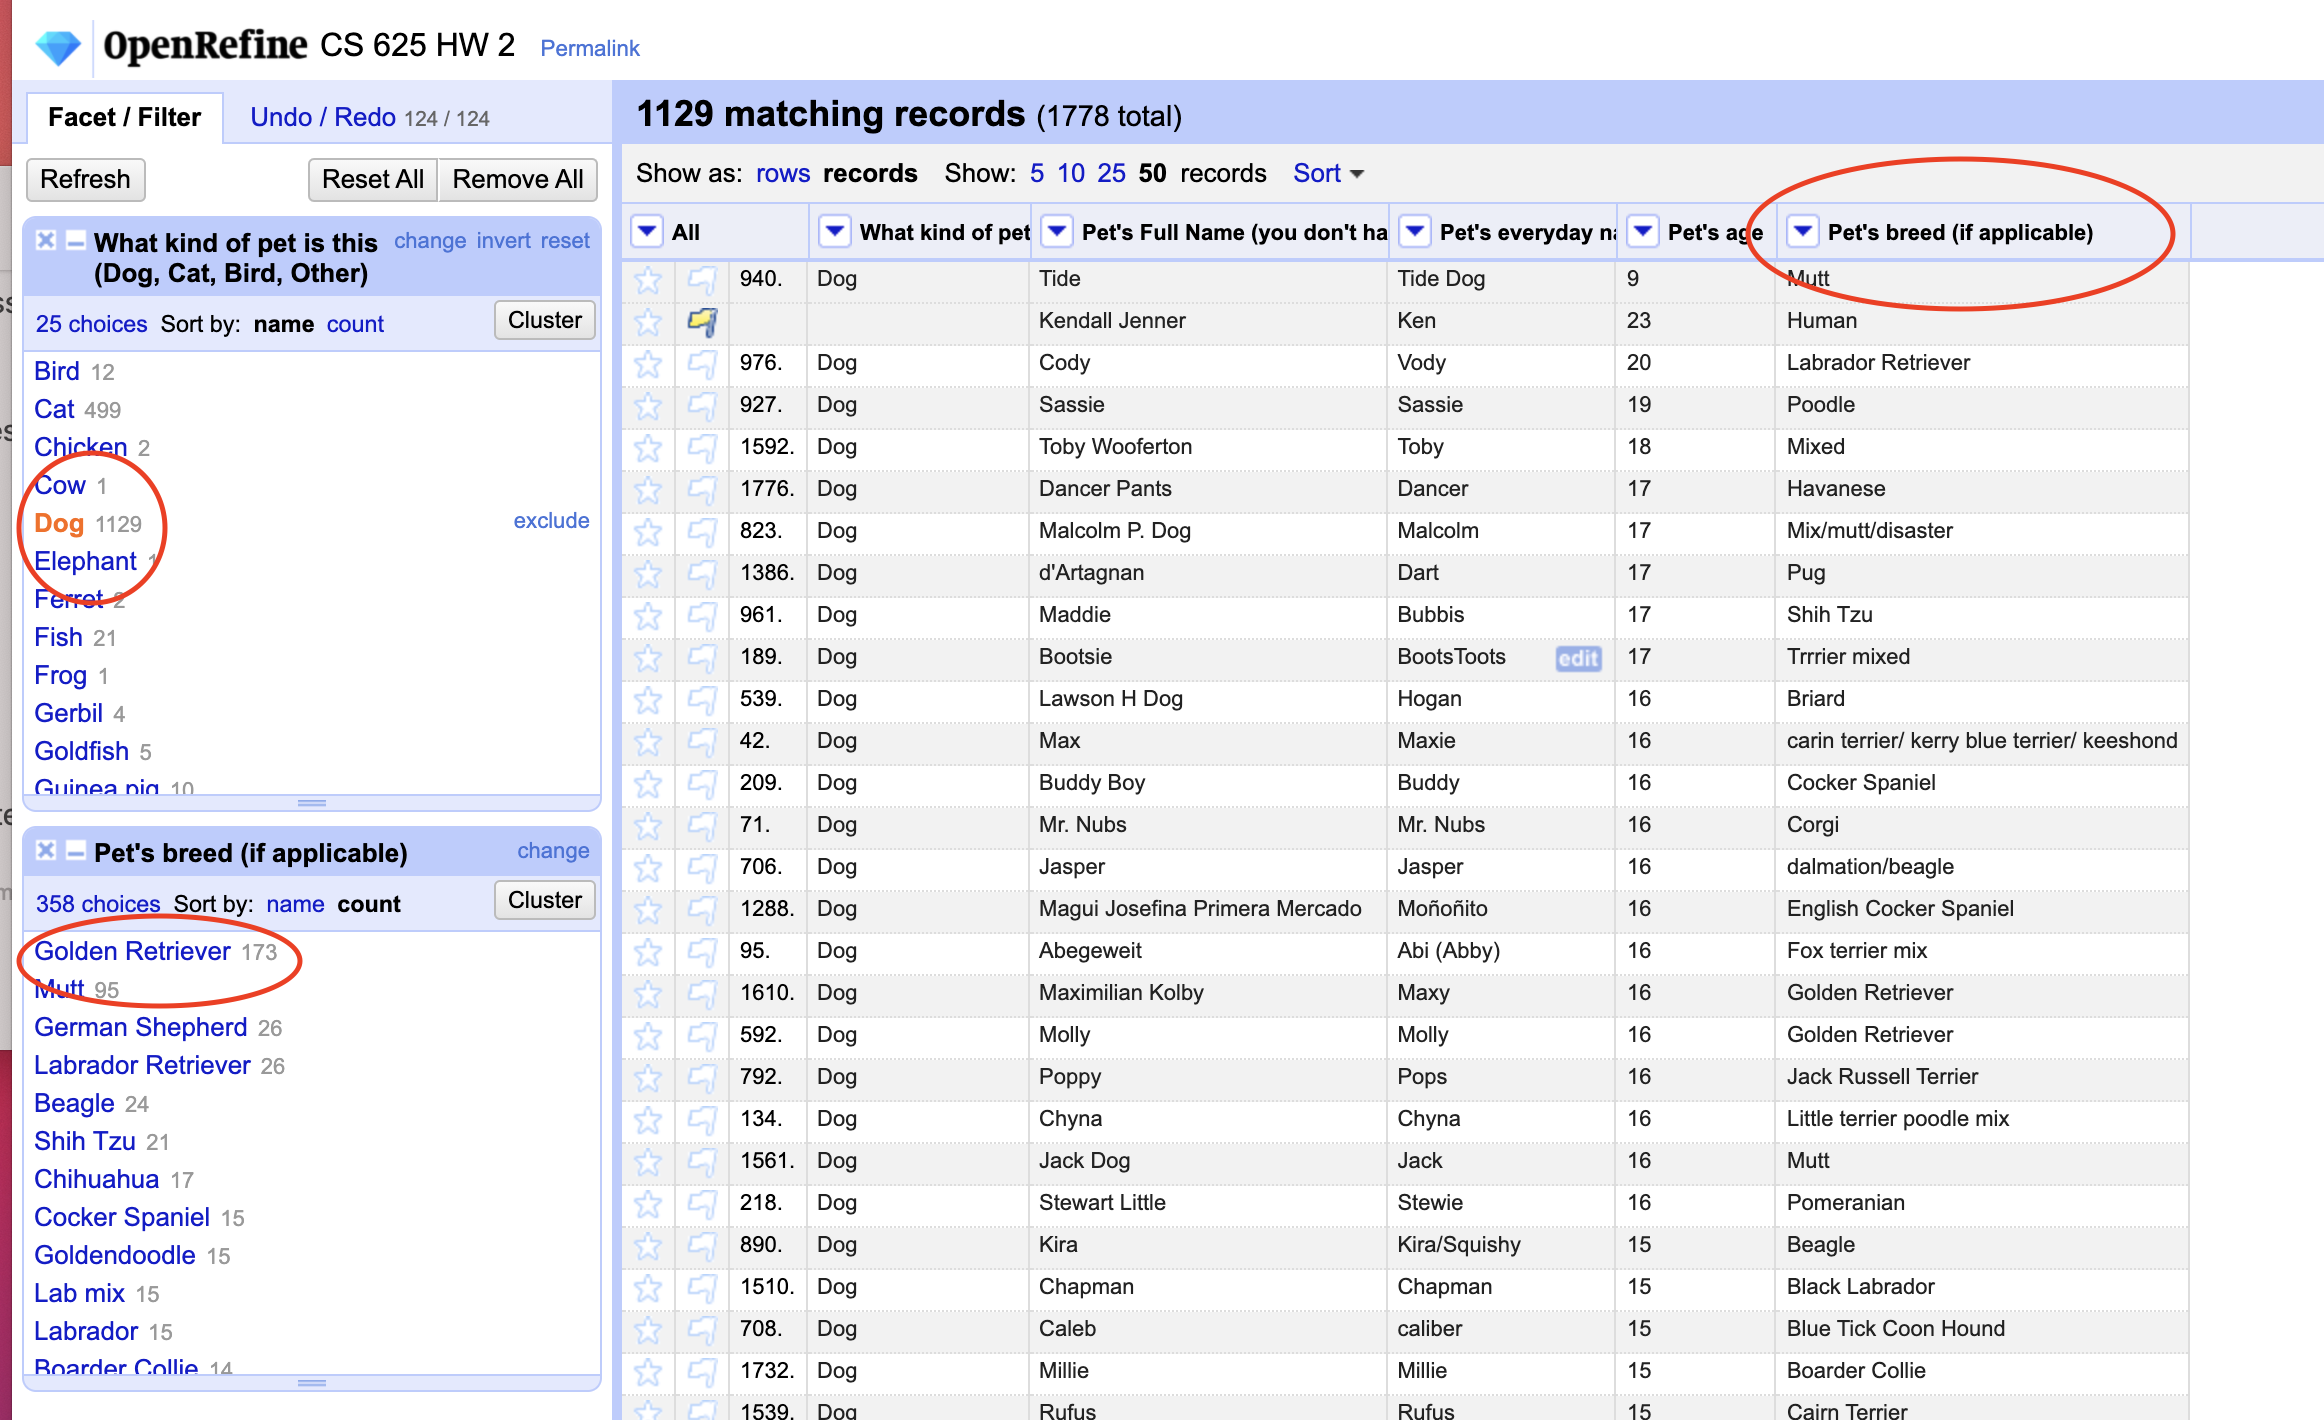 OpenRefine CS 625 HW 2 Permalink
Facet / Filter Undo / Redo 124 / 124
Refresh Reset All Remove All
What kind of pet is this change invert reset
(Dog, Cat, Bird, Other)
25 choices Sort by: name count Cluster
Bird 12
Cat 499
Chicken 2
Cow 1
Dog 1129 exclude
Elephant 1
Ferret 2
Fish 21
Frog 1
Gerbil 4
Goldfish 5
Guinea pig 10
Pet's breed (if applicable) change
358 choices Sort by: name count Cluster
Golden Retriever 173
Mutt 95
German Shepherd 26
Labrador Retriever 26
Beagle 24
Shih Tzu 21
Chihuahua 17
Cocker Spaniel 15
Goldendoodle 15
Lab mix 15
Labrador 15
Boarder Collie 14
1129 matching records (1778 total)
Show as: rows records Show: 5 10 25 50 records Sort
All What kind of pet Pet's Full Name (you don't ha Pet's everyday na Pet's age Pet's breed (if applicable)
940. Dog Tide Tide Dog 9 Mutt
Kendall Jenner Ken 23 Human
976. Dog Cody Vody 20 Labrador Retriever
927. Dog Sassie Sassie 19 Poodle
1592. Dog Toby Wooferton Toby 18 Mixed
1776. Dog Dancer Pants Dancer 17 Havanese
823. Dog Malcolm P. Dog Malcolm 17 Mix/mutt/disaster
1386. Dog d'Artagnan Dart 17 Pug
961. Dog Maddie Bubbis 17 Shih Tzu
189. Dog Bootsie BootsToots edit 17 Trrrier mixed
539. Dog Lawson H Dog Hogan 16 Briard
42. Dog Max Maxie 16 carin terrier/ kerry blue terrier/ keeshond
209. Dog Buddy Boy Buddy 16 Cocker Spaniel
71. Dog Mr. Nubs Mr. Nubs 16 Corgi
706. Dog Jasper Jasper 16 dalmation/beagle
1288. Dog Magui Josefina Primera Mercado Moñoñito 16 English Cocker Spaniel
95. Dog Abegeweit Abi (Abby) 16 Fox terrier mix
1610. Dog Maximilian Kolby Maxy 16 Golden Retriever
592. Dog Molly Molly 16 Golden Retriever
792. Dog Poppy Pops 16 Jack Russell Terrier
134. Dog Chyna Chyna 16 Little terrier poodle mix
1561. Dog Jack Dog Jack 16 Mutt
218. Dog Stewart Little Stewie 16 Pomeranian
890. Dog Kira Kira/Squishy 15 Beagle
1510. Dog Chapman Chapman 15 Black Labrador
708. Dog Caleb caliber 15 Blue Tick Coon Hound
1732. Dog Millie Millie 15 Boarder Collie
1539. Dog Rufus Rufus 15 Cairn Terrier